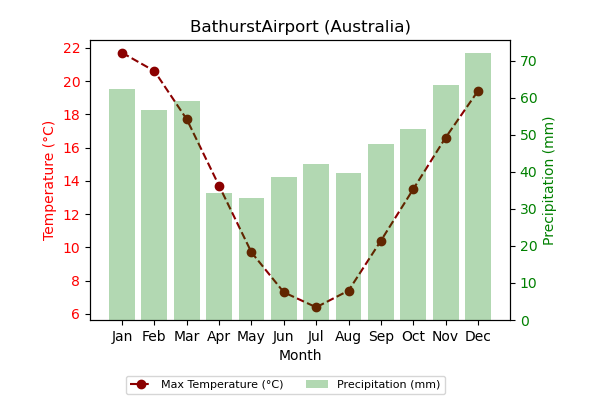 BathurstAirport (Australia)
22
20
18
16
14
12
10
8
6
Temperature (°C)
70
60
50
40
30
20
10
0
Precipitation (mm)
Jan Feb Mar Apr May Jun Jul Aug Sep Oct Nov Dec
Month
Max Temperature (°C) Precipitation (mm)